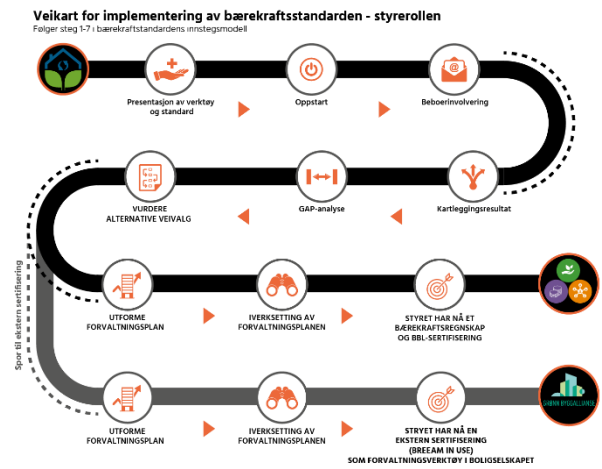 Veikart for implementering av bærekraftsstandarden - styrerollen
Følger steg 1-7 i bærekraftstandardens innstegsmodell
Presentasjon av verktøy
og standard
Oppstart
Beboerinvolvering
VURDERE
ALTERNATIVE VEIVALG
GAP-analyse
Kartleggingsresultat
Spor til ekstern sertifisering
UTFORME
FORVALTNINGSPLAN
IVERKSETTING AV
FORVALTNINGSPLANEN
STYRET HAR NÅ ET
BÆREKRAFTSREGNSKAP
OG BBL-SERTIFISERING
UTFORME
FORVALTNINGSPLAN
IVERKSETTING AV
FORVALTNINGSPLANEN
STRYET HAR NÅ EN
EKSTERN SERTIFISERING
(BREEAM IN USE)
SOM FORVALTNINGSVERKTØY I BOLIGSELSKAPET
GRØNN BYGGALLIANSE